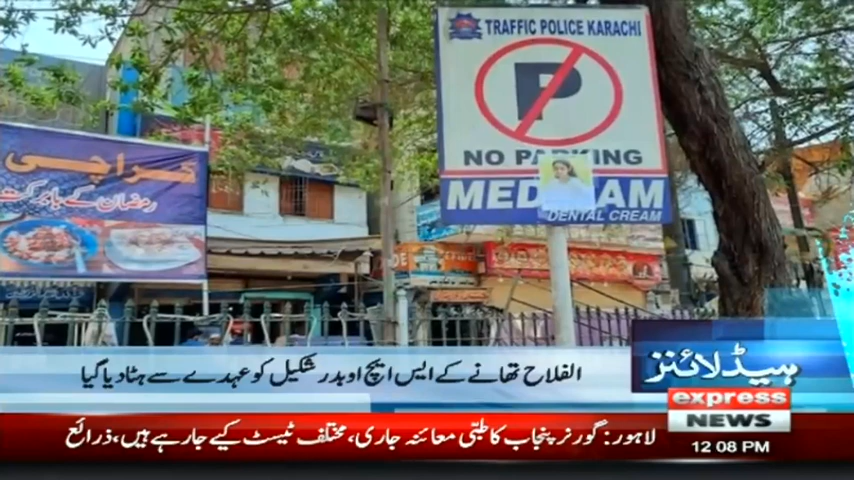 TRAFFIC POLICE KARACHI
P
NO PARKING
DENTAL CREAM
کراچی
رمضان کے بابرکت
الفلاح تھانے کے ایس ایچ او بدر شکیل کو عہدے سے ہٹادیا گیا
ہیڈلائنز
express
NEWS
12:08 PM
لاہور: گورنر پنجاب کا طبّی معائنہ جاری، مختلف ٹیسٹ کیے جارہے ہیں، ذرائع